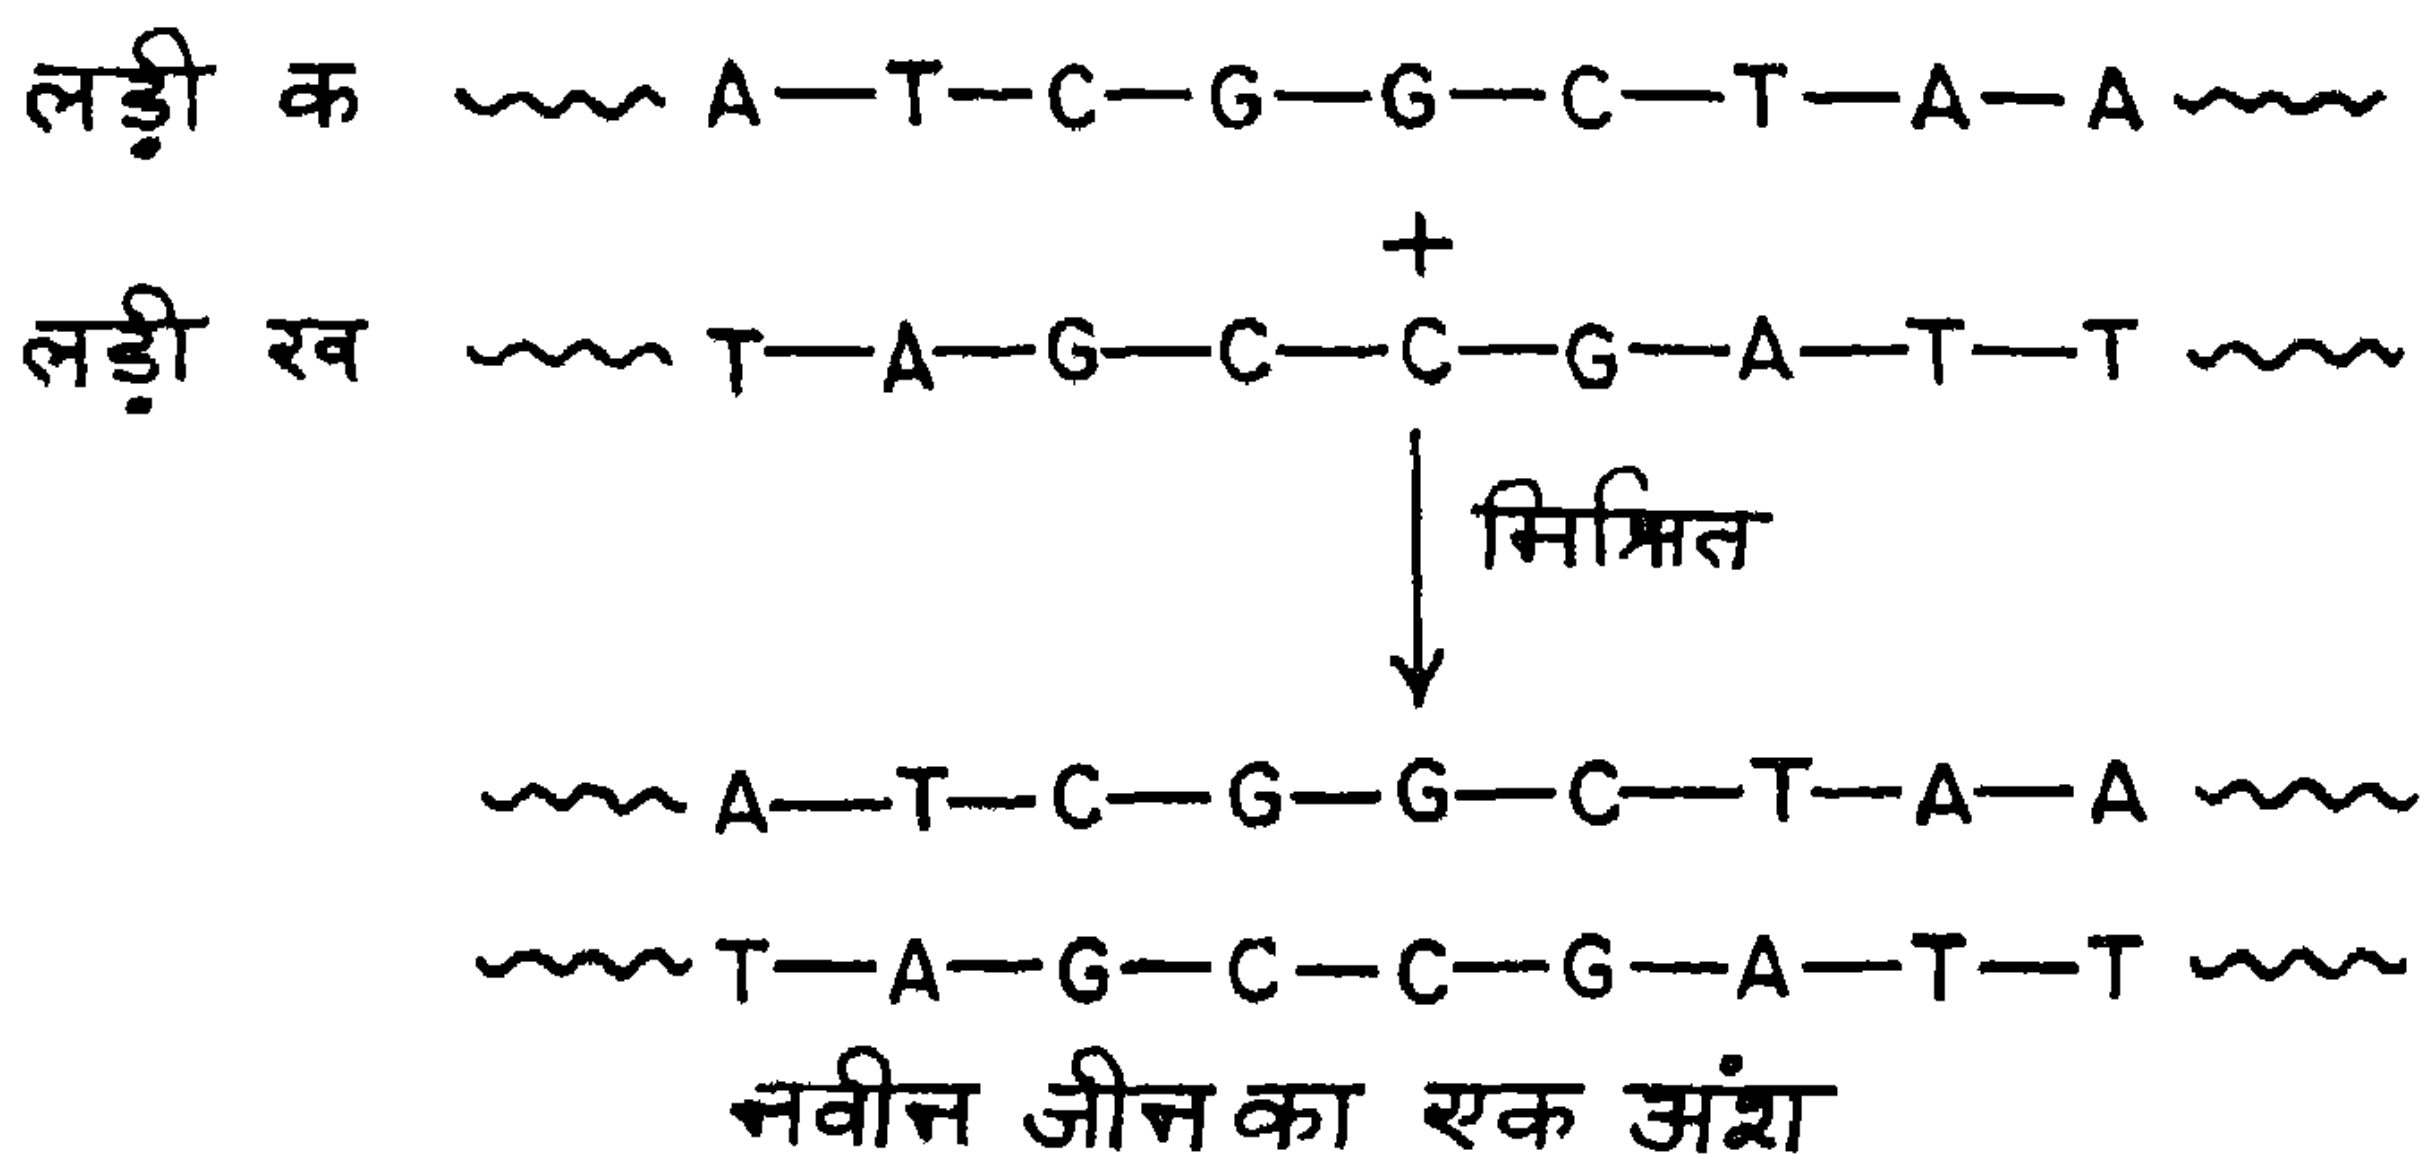 लड़ी क ~~~ A—T—C—G—G—C—T—A—A ~~~
+
लड़ी ख ~~~ T—A—G—C—C—G—A—T—T ~~~
मिश्रित
~~~ A—T—C—G—G—C—T—A—A ~~~
~~~ T—A—G—C—C—G—A—T—T ~~~
नवीन जीन का एक अंश